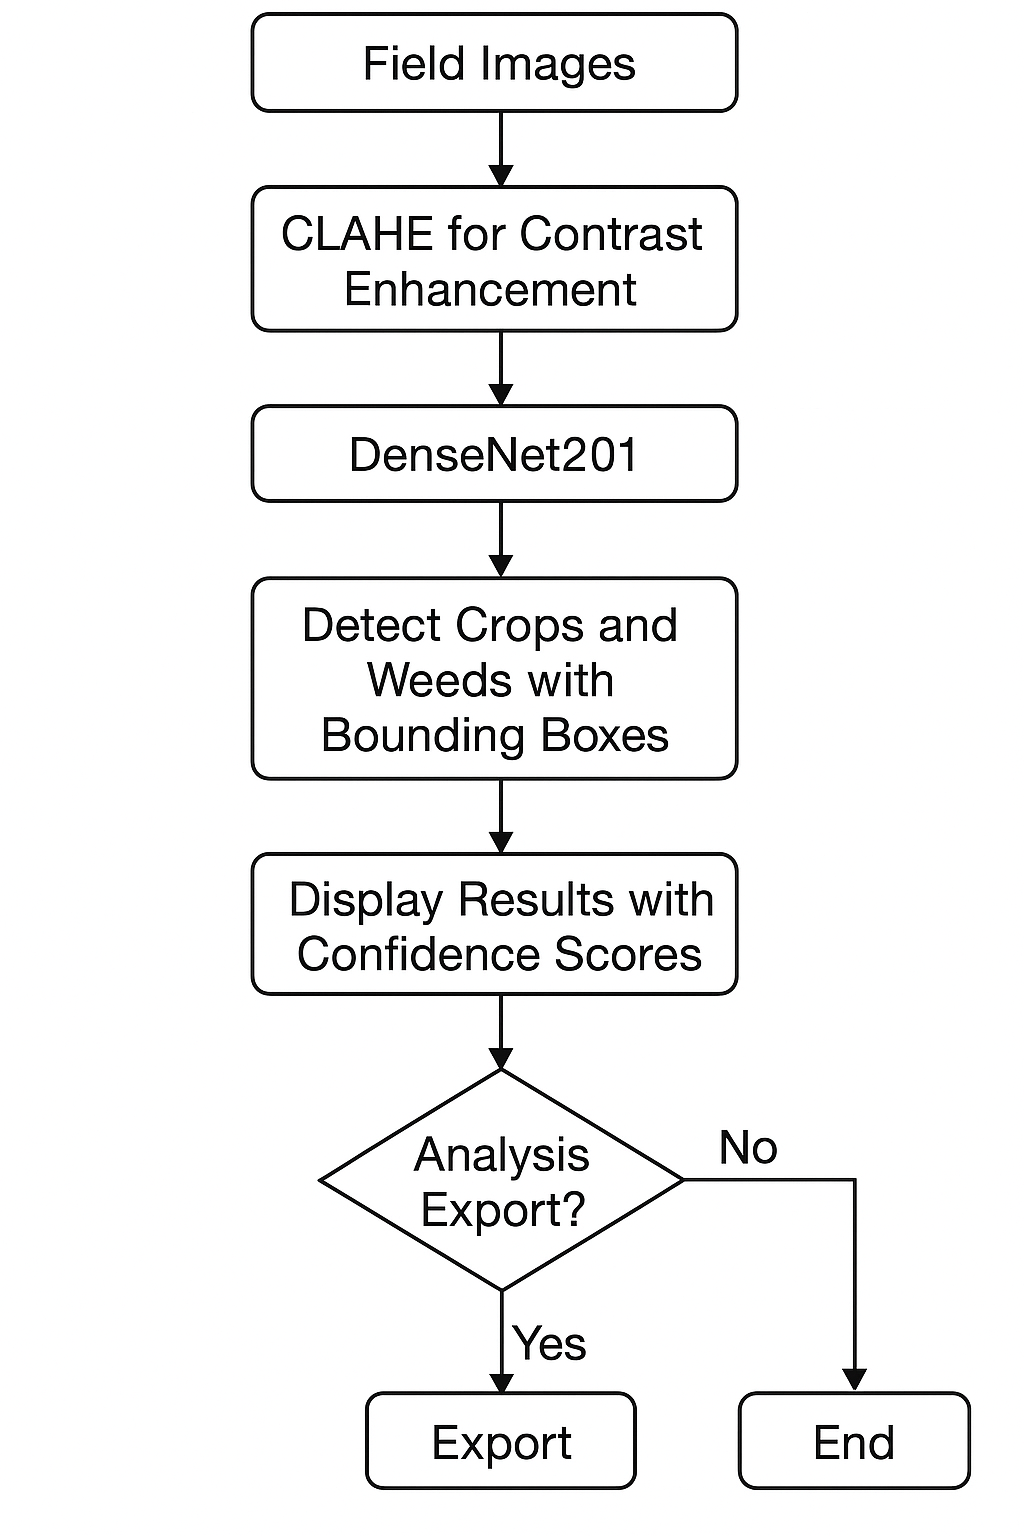 Field Images
CLAHE for Contrast
Enhancement
DenseNet201
Detect Crops and
Weeds with
Bounding Boxes
Display Results with
Confidence Scores
Analysis
Export?
No
Yes
Export
End